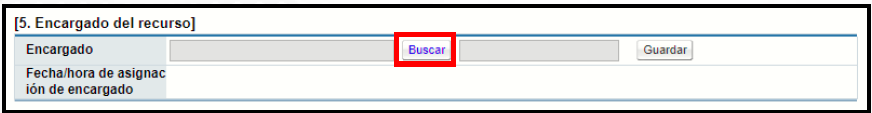 [5. Encargado del recurso]
Encargado Buscar Guardar
Fecha/hora de asignac
ión de encargado